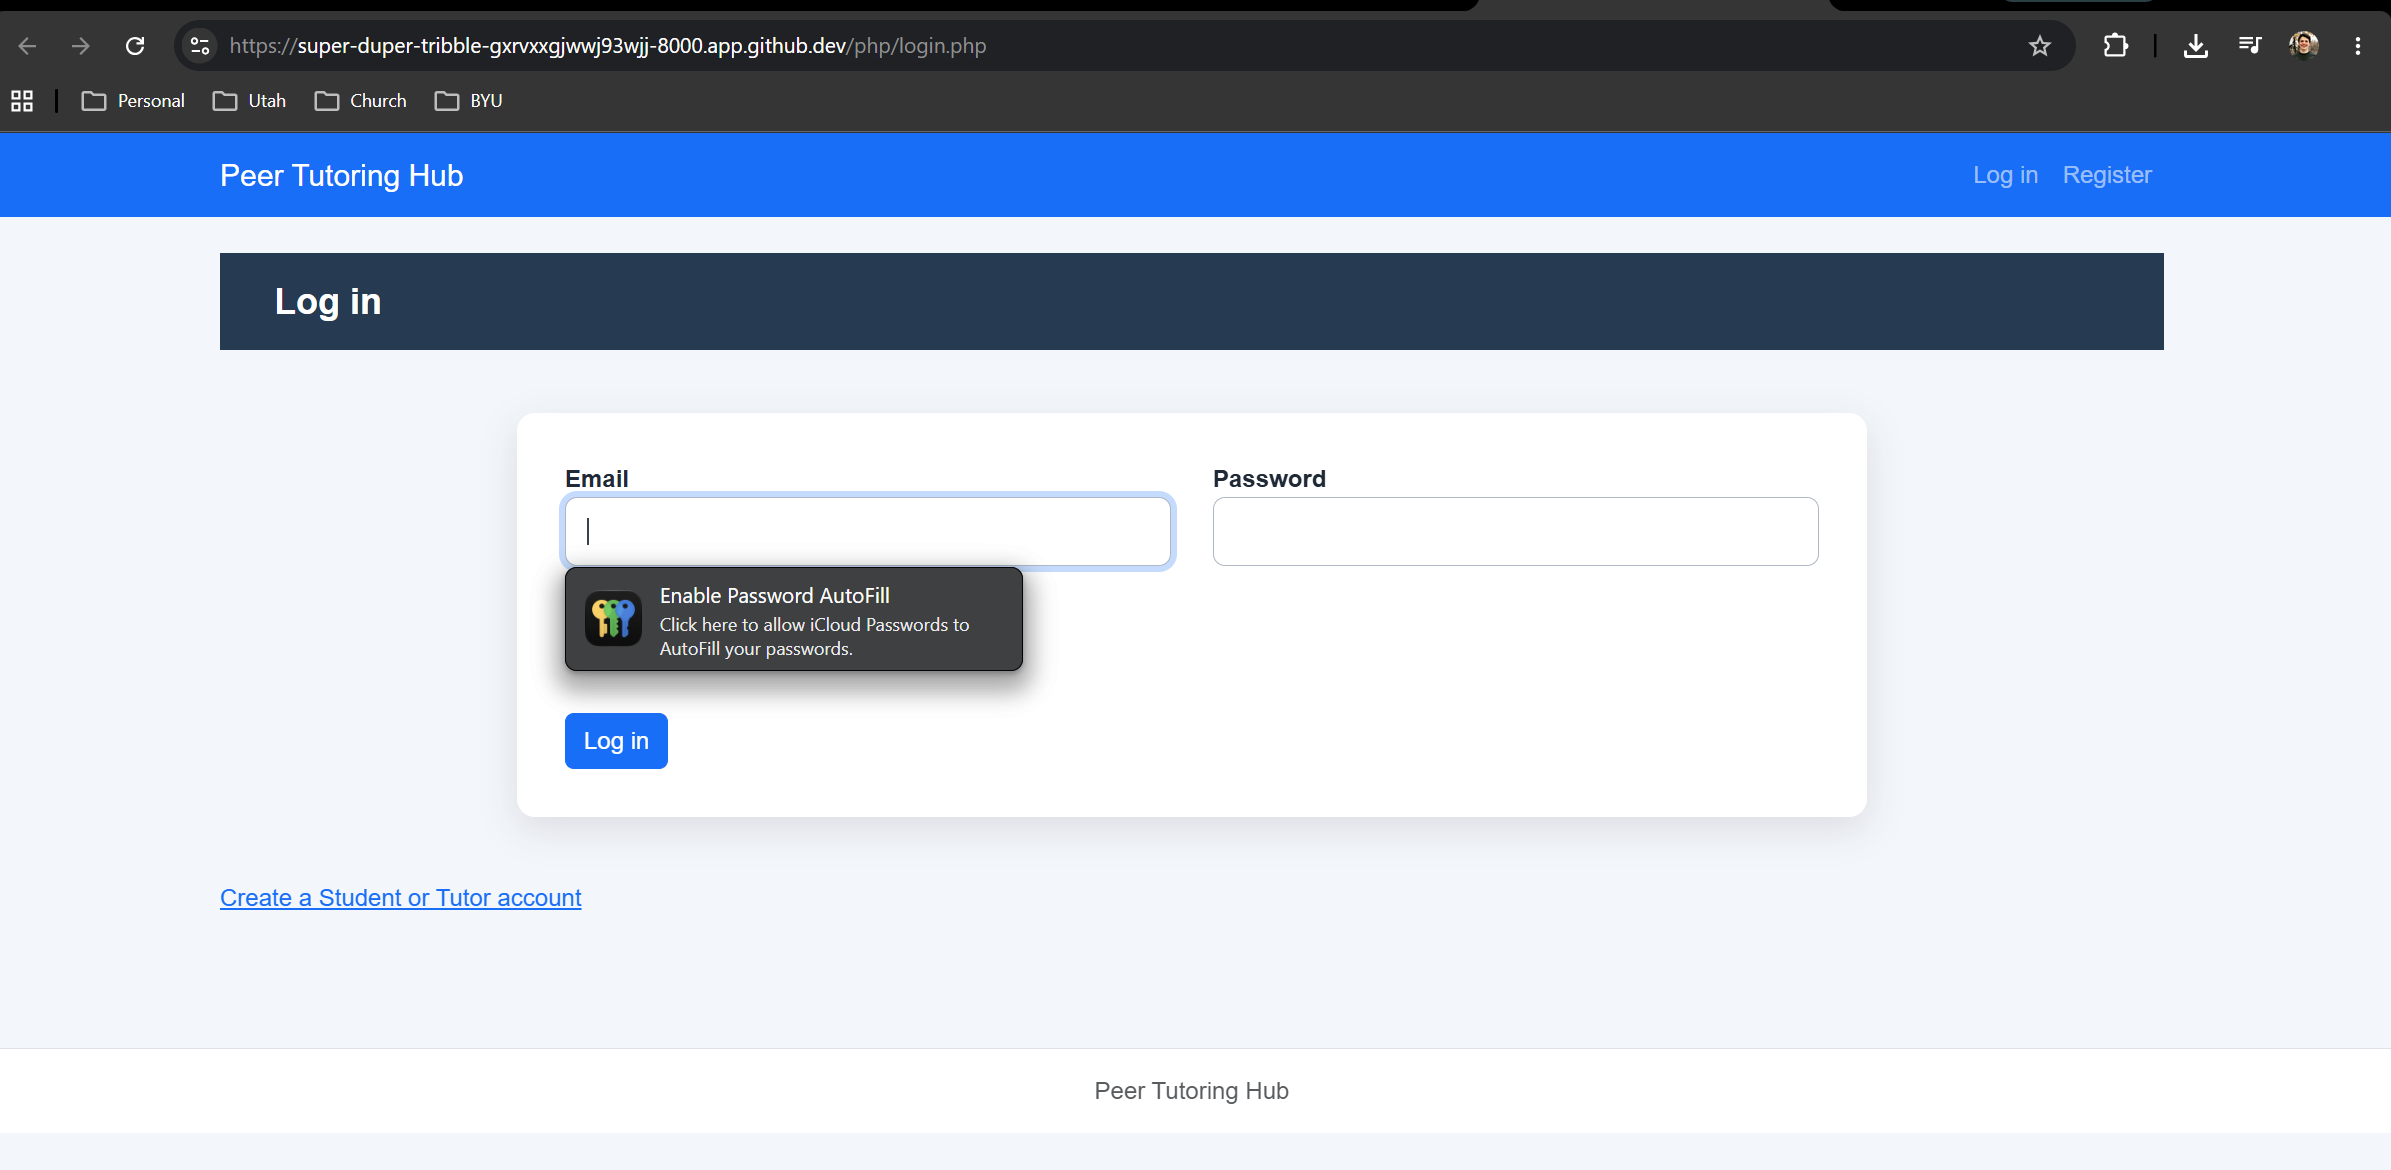 https://super-duper-tribble-gxrvxxgjwwj93wjj-8000.app.github.dev/php/login.php
Personal Utah Church BYU
Peer Tutoring Hub Log in Register
Log in
Email Password
Enable Password AutoFill
Click here to allow iCloud Passwords to
AutoFill your passwords.
Log in
Create a Student or Tutor account
Peer Tutoring Hub